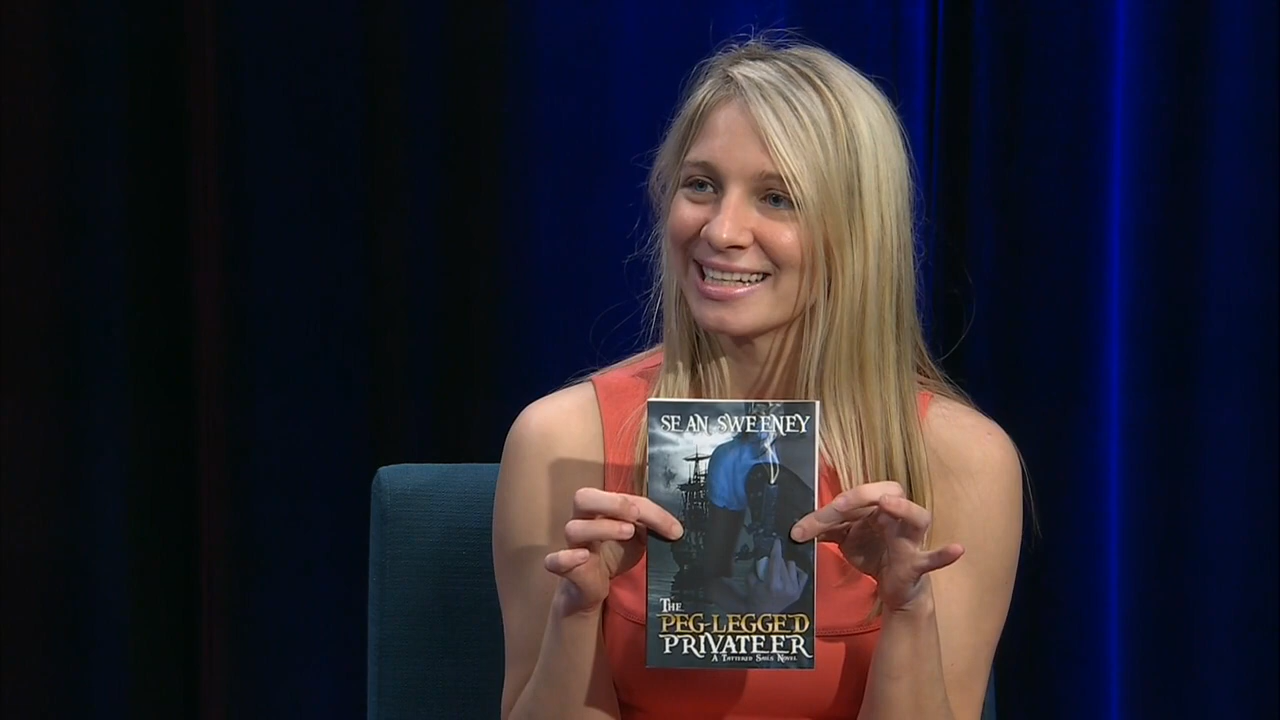 SEAN SWEENEY
THE
PEG-LEGGED
PRIVATEER
A TATTERED SAILS NOVEL